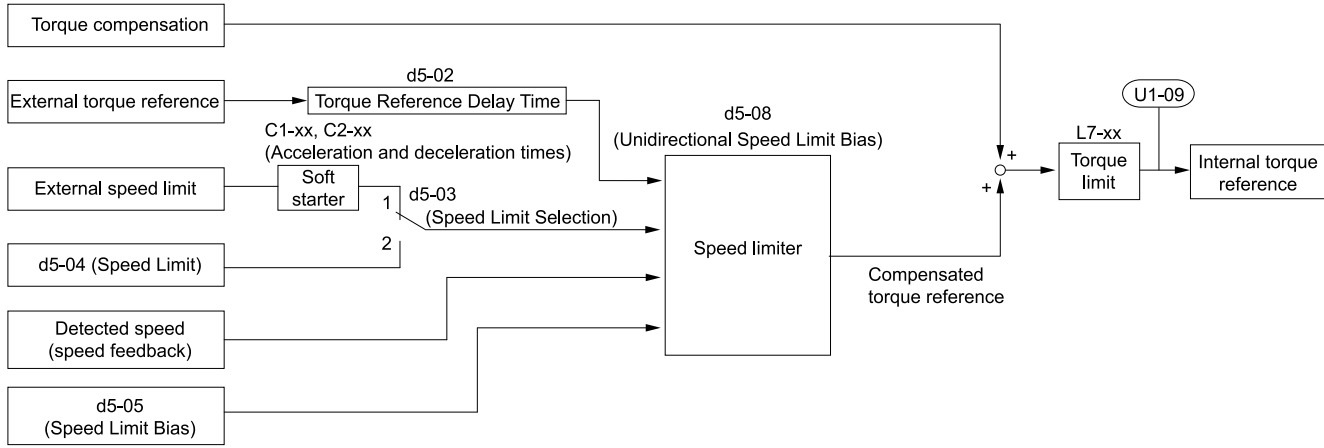 Torque compensation
External torque reference
d5-02
Torque Reference Delay Time
C1-xx, C2-xx
(Acceleration and deceleration times)
External speed limit
Soft
starter
d5-03
(Speed Limit Selection)
1
2
d5-04 (Speed Limit)
Detected speed
(speed feedback)
d5-05
(Speed Limit Bias)
d5-08
(Unidirectional Speed Limit Bias)
Speed limiter
Compensated
torque reference
+
+
L7-xx
Torque
limit
U1-09
Internal torque
reference